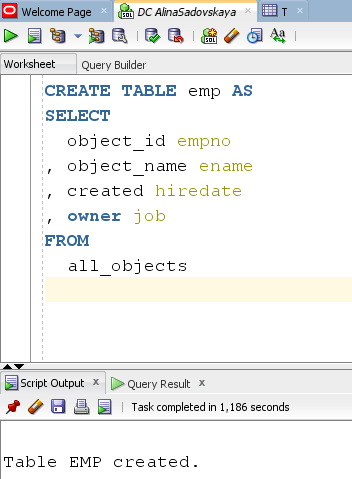 Welcome Page
DC AlinaSadovskaya
T
Worksheet
Query Builder
CREATE TABLE emp AS
SELECT
object_id empno
, object_name ename
, created hiredate
, owner job
FROM
all_objects
Script Output x
Query Result x
Task completed in 1,186 seconds
Table EMP created.